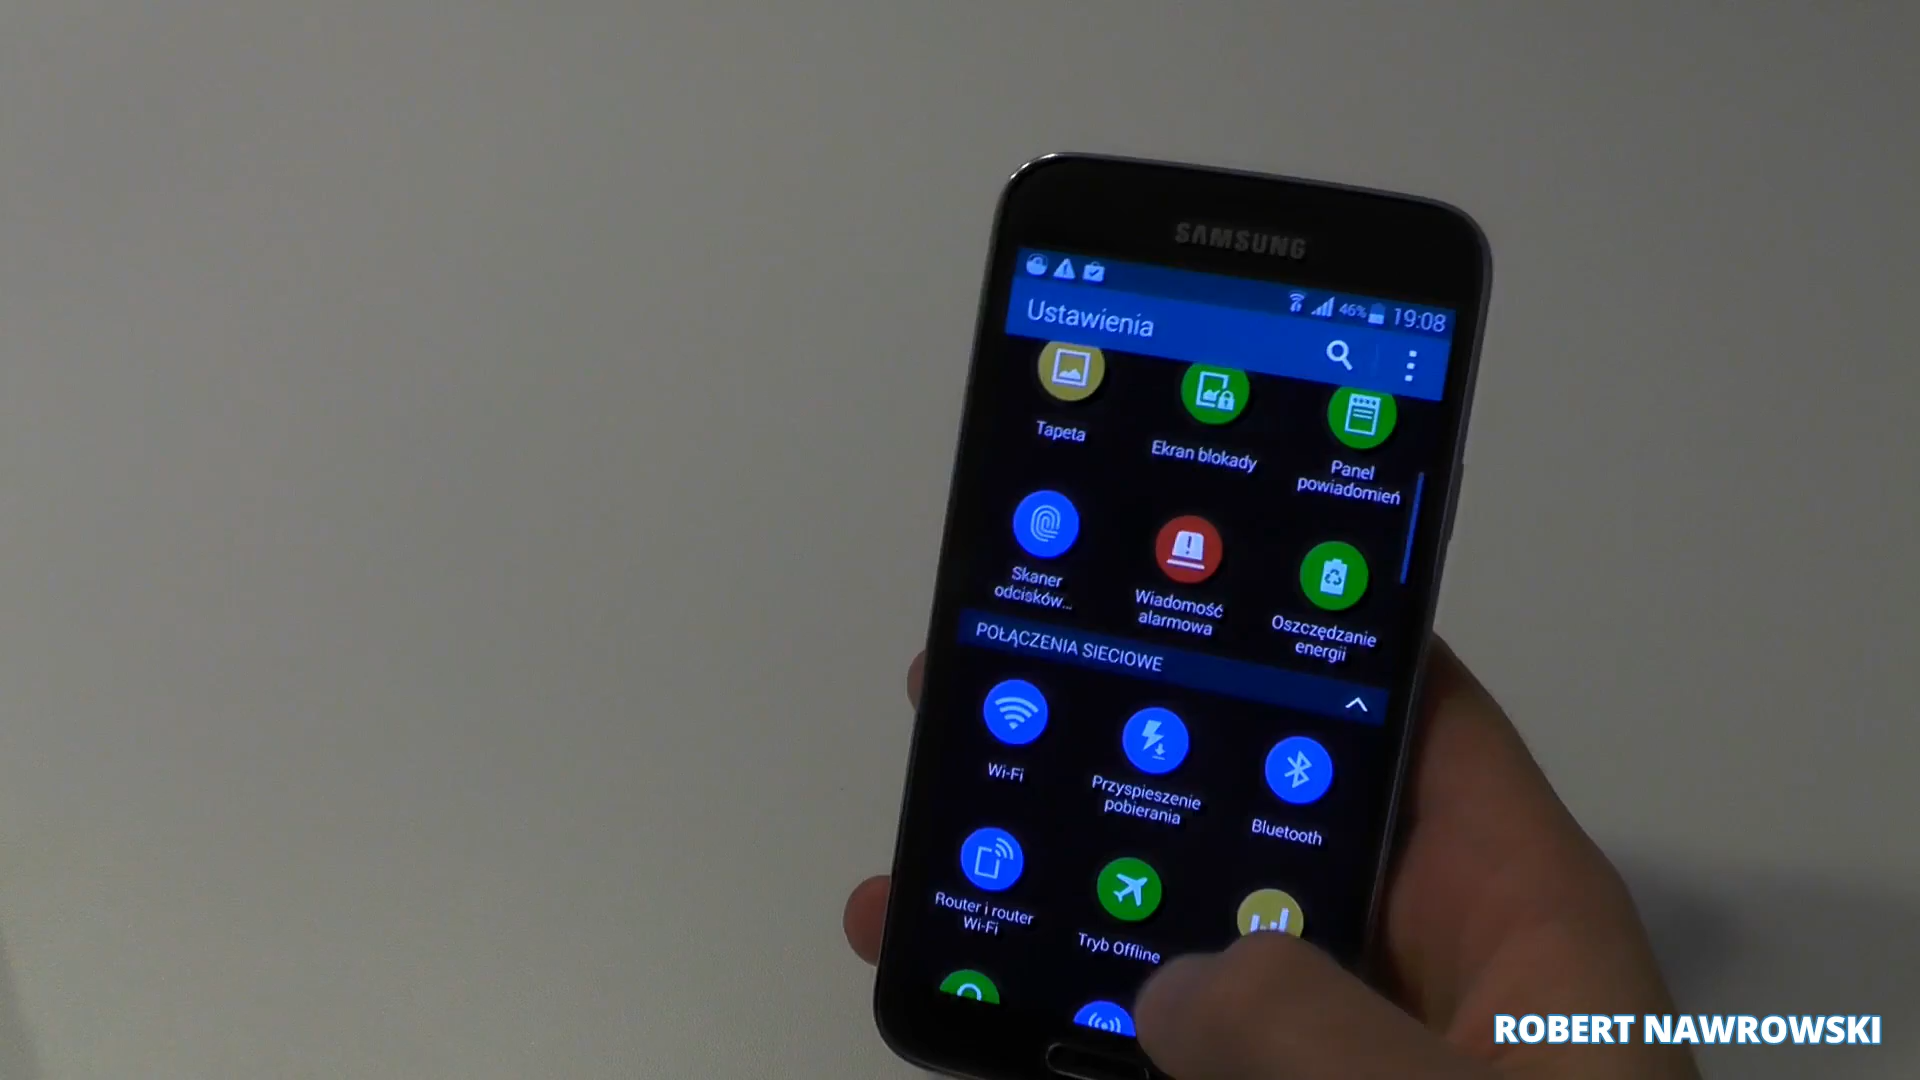 SAMSUNG
46% 19:08
Ustawienia
Tapeta
Ekran blokady
Panel
powiadomień
Skaner
odcisków...
Wiadomość
alarmowa
Oszczędzanie
energii
POŁĄCZENIA SIECIOWE
Wi-Fi
Przyspieszenie
pobierania
Bluetooth
Router i router
Wi-Fi
Tryb Offline
ROBERT NAWROWSKI